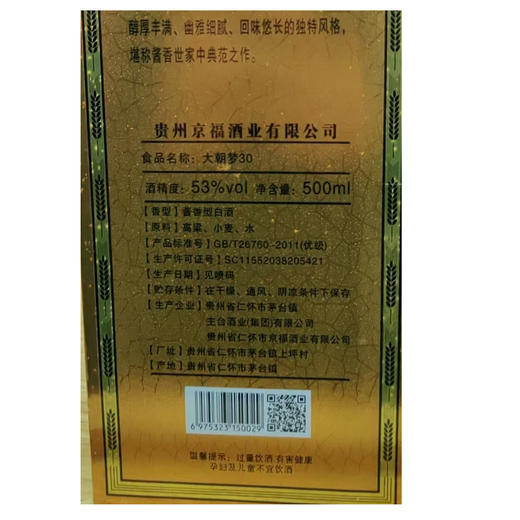 醇厚丰满、幽雅细腻、回味悠长的独特风格，
堪称酱香世家中典范之作。
贵州京福酒业有限公司
食品名称：大朝梦30
酒精度：53%vol 净含量：500ml
【香型】酱香型白酒
【原料】高粱、小麦、水
【产品标准号】GB/T26760-2011(优级)
【生产许可证号】SC11552038205421
【生产日期】见喷码
【贮存条件】在干燥、通风、阴凉条件下保存
【生产企业】贵州省仁怀市茅台镇
主台酒业(集团)有限公司
贵州省仁怀市京福酒业有限公司
【厂址】贵州省仁怀市茅台镇上坪村
【产地】贵州省仁怀市茅台镇
6 975323 150029
温馨提示：过量饮酒，有害健康
孕妇及儿童不宜饮酒